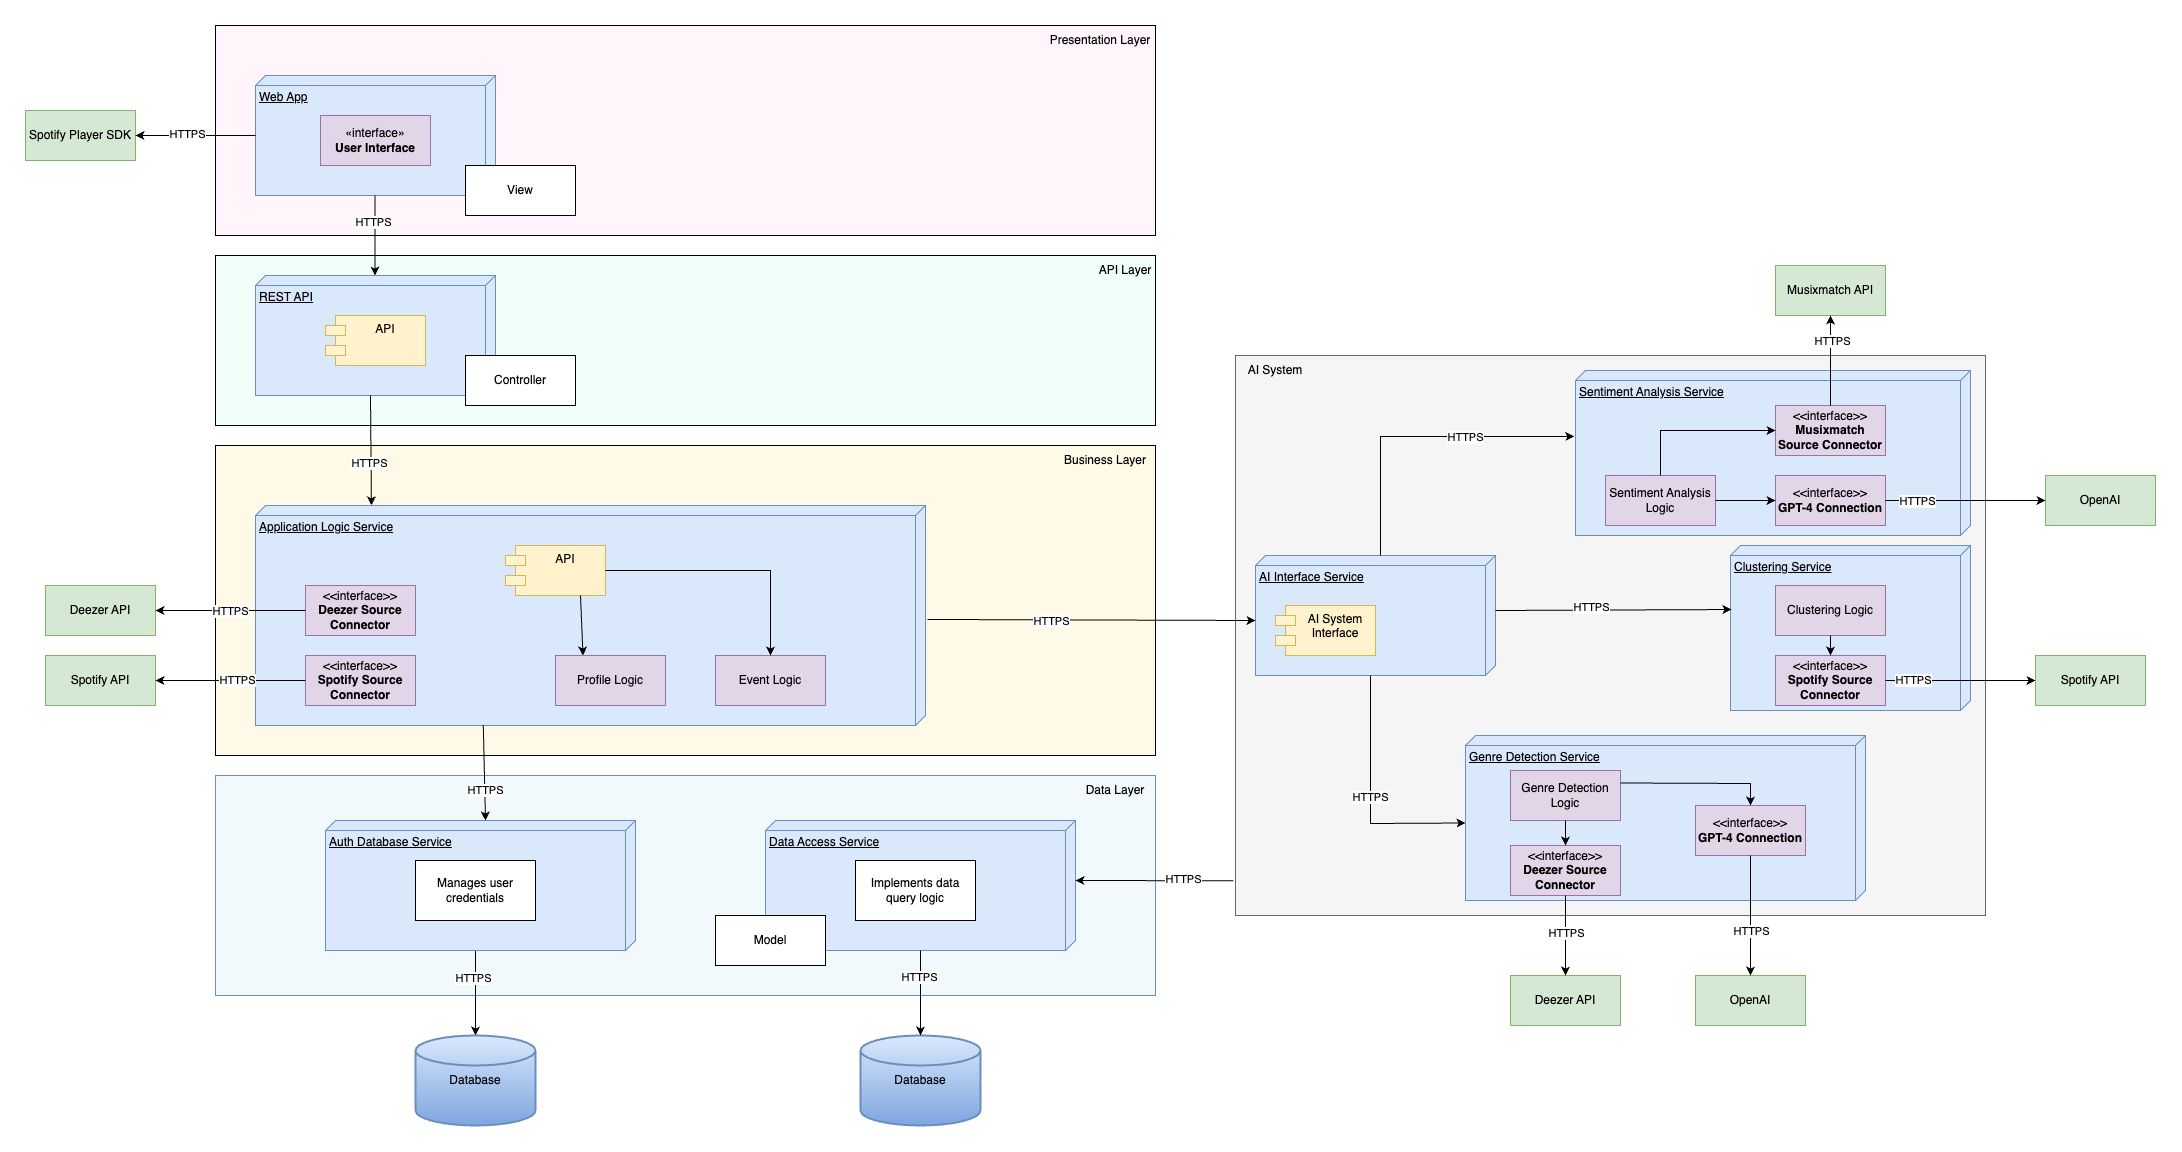 Presentation Layer
Web App
«interface»
User Interface
View
Spotify Player SDK
HTTPS
HTTPS
API Layer
REST API
API
Controller
HTTPS
Business Layer
Application Logic Service
API
<<interface>>
Deezer Source
Connector
<<interface>>
Spotify Source
Connector
Profile Logic
Event Logic
Deezer API
HTTPS
Spotify API
HTTPS
HTTPS
HTTPS
Data Layer
Auth Database Service
Manages user
credentials
Data Access Service
Implements data
query logic
Model
HTTPS
HTTPS
HTTPS
Database
Database
AI System
AI Interface Service
AI System
Interface
HTTPS
HTTPS
HTTPS
Musixmatch API
HTTPS
Sentiment Analysis Service
<<interface>>
Musixmatch
Source Connector
Sentiment Analysis
Logic
<<interface>>
GPT-4 Connection
HTTPS
OpenAI
Clustering Service
Clustering Logic
<<interface>>
Spotify Source
Connector
HTTPS
Spotify API
Genre Detection Service
Genre Detection
Logic
<<interface>>
GPT-4 Connection
<<interface>>
Deezer Source
Connector
HTTPS
HTTPS
Deezer API
OpenAI